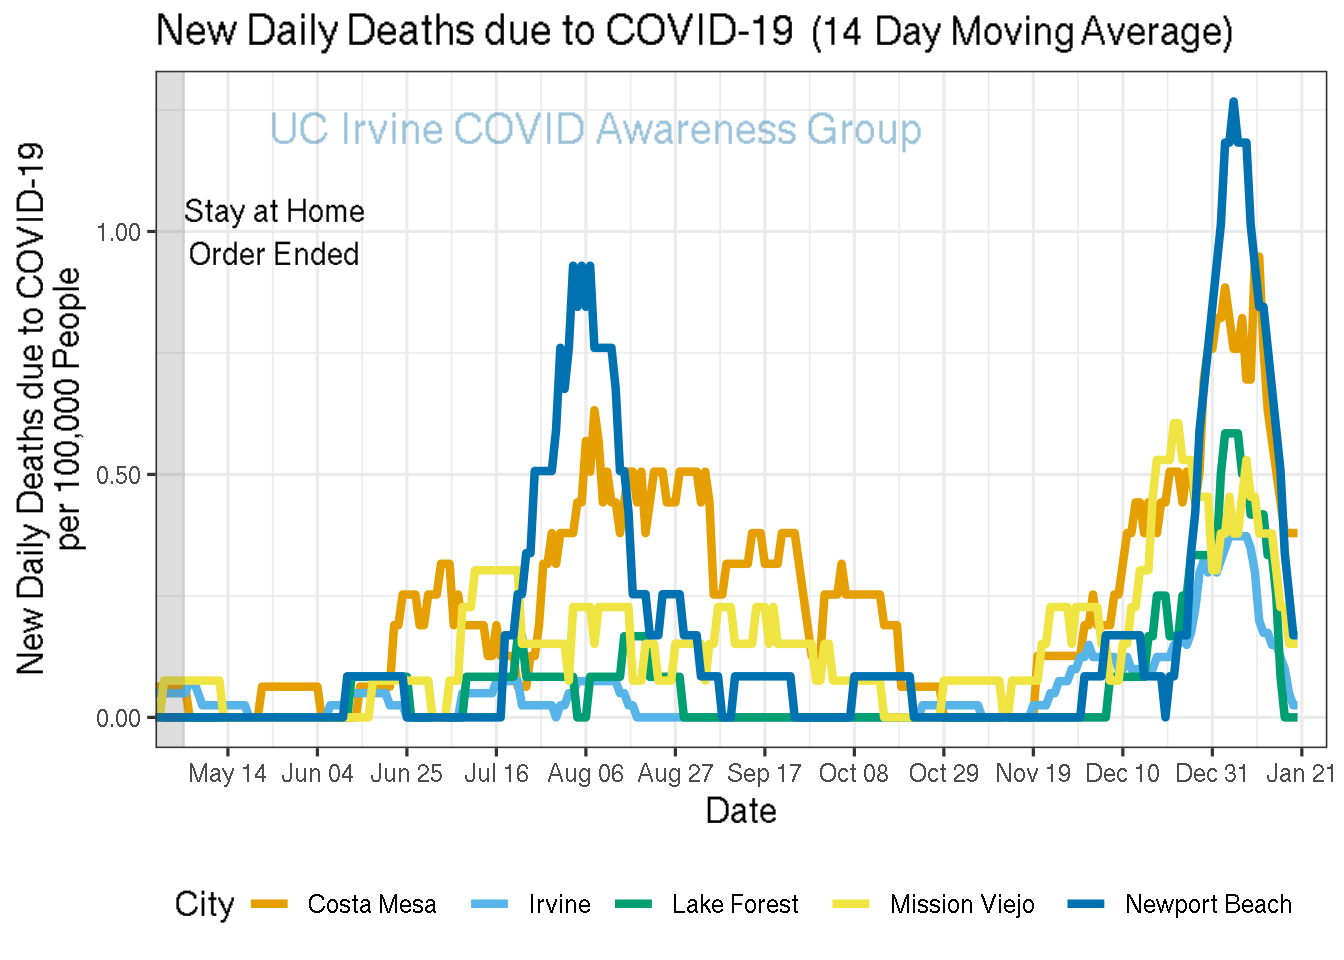 New Daily Deaths due to COVID-19 (14 Day Moving Average)
UC Irvine COVID Awareness Group
Stay at Home
Order Ended
New Daily Deaths due to COVID-19
per 100,000 People
1.00
0.50
0.00
May 14 Jun 04 Jun 25 Jul 16 Aug 06 Aug 27 Sep 17 Oct 08 Oct 29 Nov 19 Dec 10 Dec 31 Jan 21
Date
City Costa Mesa Irvine Lake Forest Mission Viejo Newport Beach